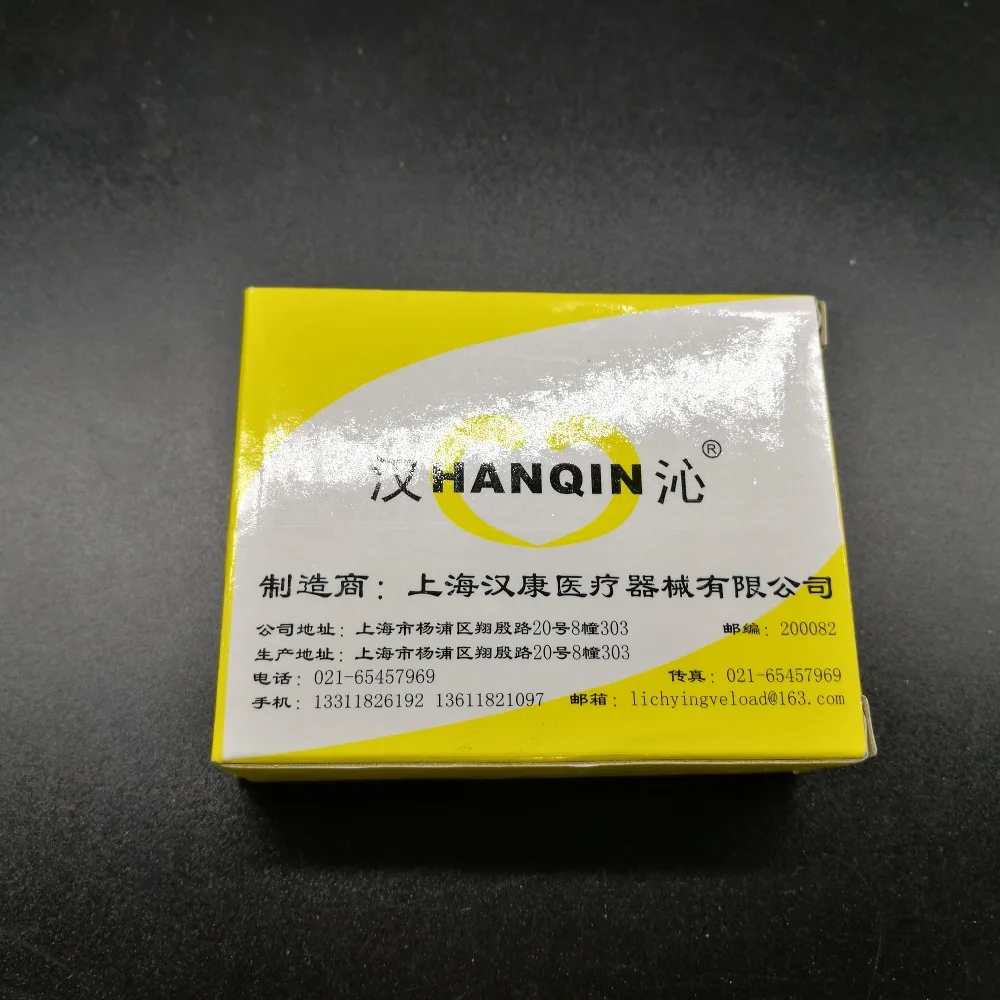 汉HANQIN沁®
制造商：上海汉康医疗器械有限公司
公司地址：上海市杨浦区翔殷路20号8幢303 邮编：200082
生产地址：上海市杨浦区翔殷路20号8幢303
电话：021-65457969 传真：021-65457969
手机：13311826192 13611821097 邮箱：lichyingveload@163.com